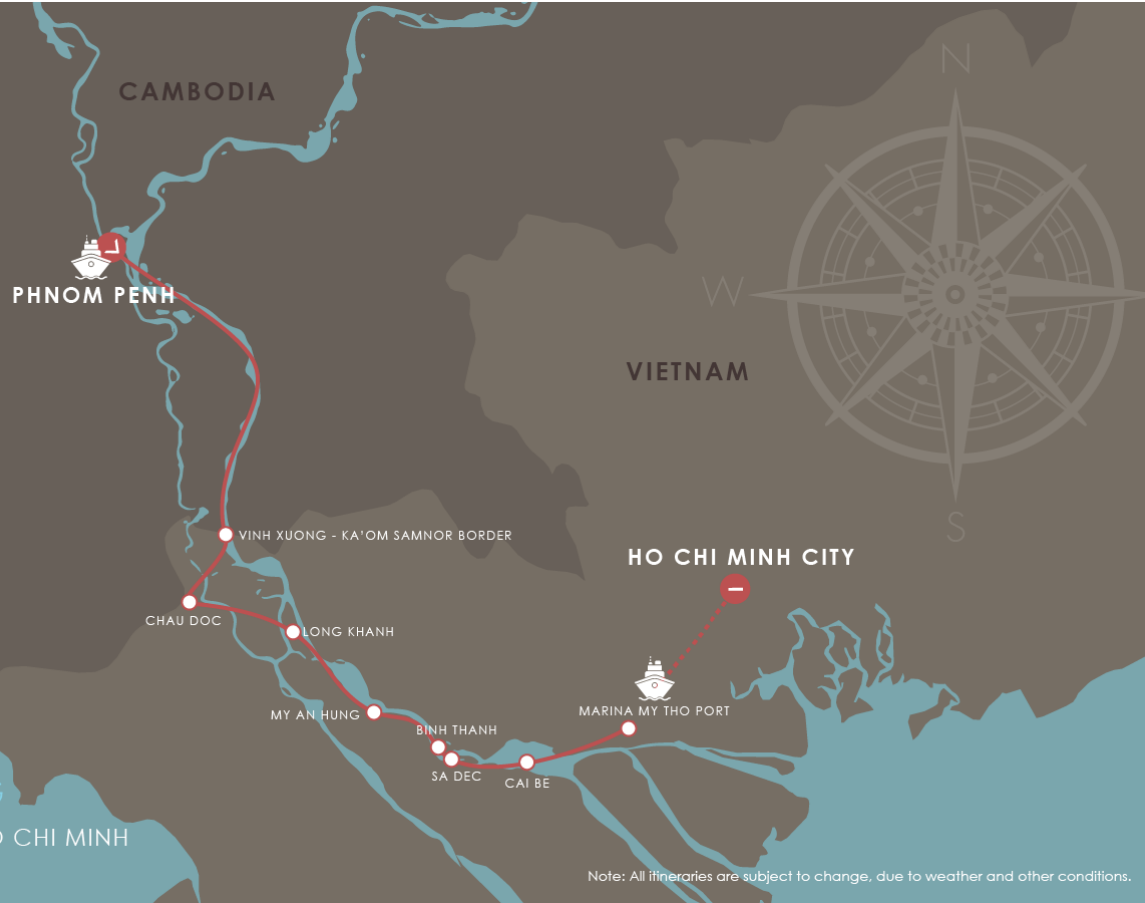 N
CAMBODIA
PHNOM PENH
W
VIETNAM
S
VINH XUONG - KA'OM SAMNOR BORDER
HO CHI MINH CITY
CHAU DOC
LONG KHANH
MY AN HUNG
MARINA MY THO PORT
BINH THANH
SA DEC
CAI BE
O CHI MINH
Note: All itineraries are subject to change, due to weather and other conditions.